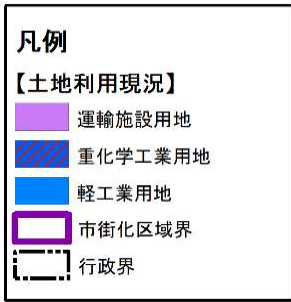 凡例
【土地利用現況】
運輸施設用地
重化学工業用地
軽工業用地
市街化区域界
行政界